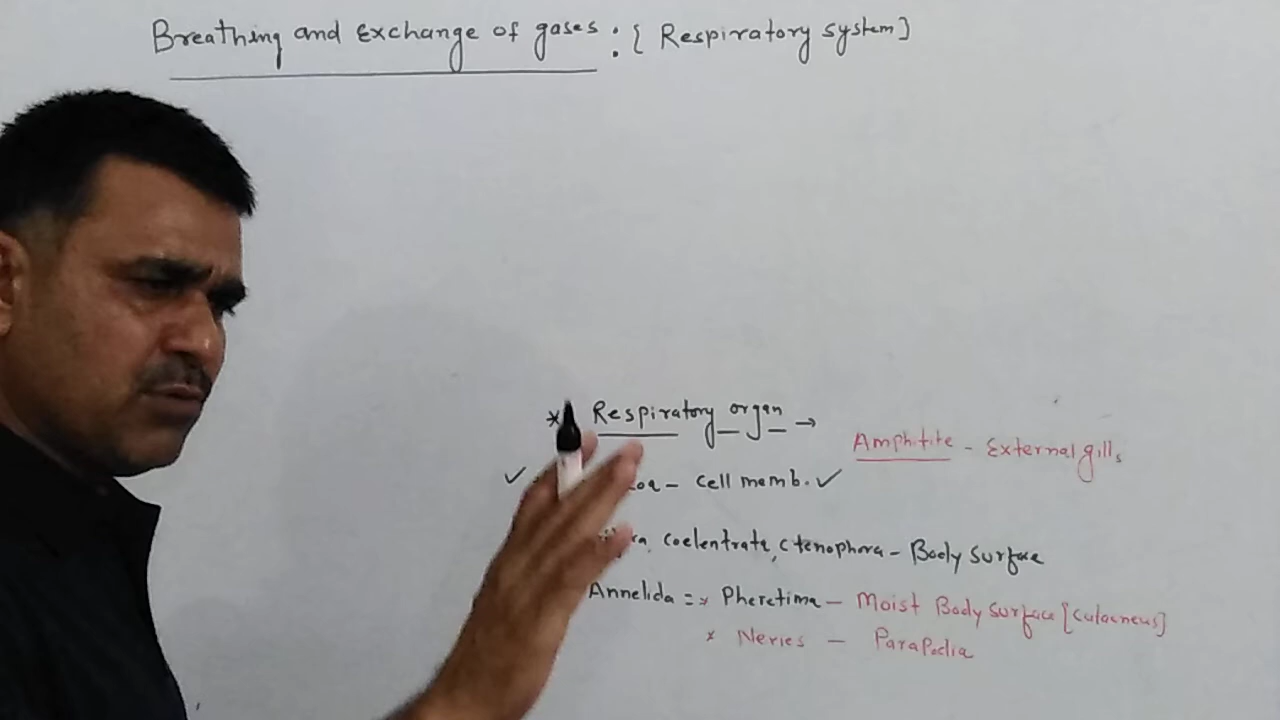 Breathing and Exchange of gases : [ Respiratory system ]
* Respiratory organ →
Amphitite - External gills
✓ - Cell memb. ✓
Coelentrate, Ctenophora - Body surface
Annelida = * Pheretima - Moist Body surface [Cutacneus]
* Neries - Parapodia